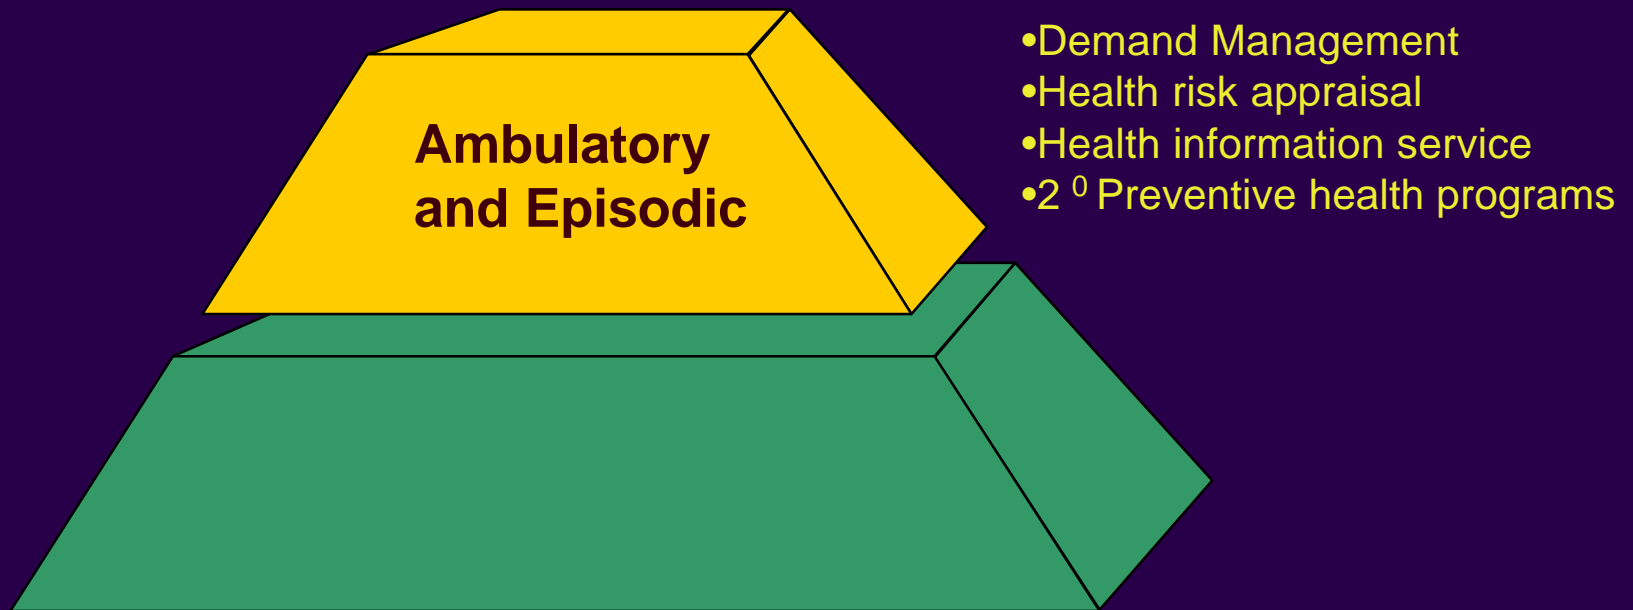 Ambulatory
and Episodic
•Demand Management
•Health risk appraisal
•Health information service
•2 ⁰ Preventive health programs